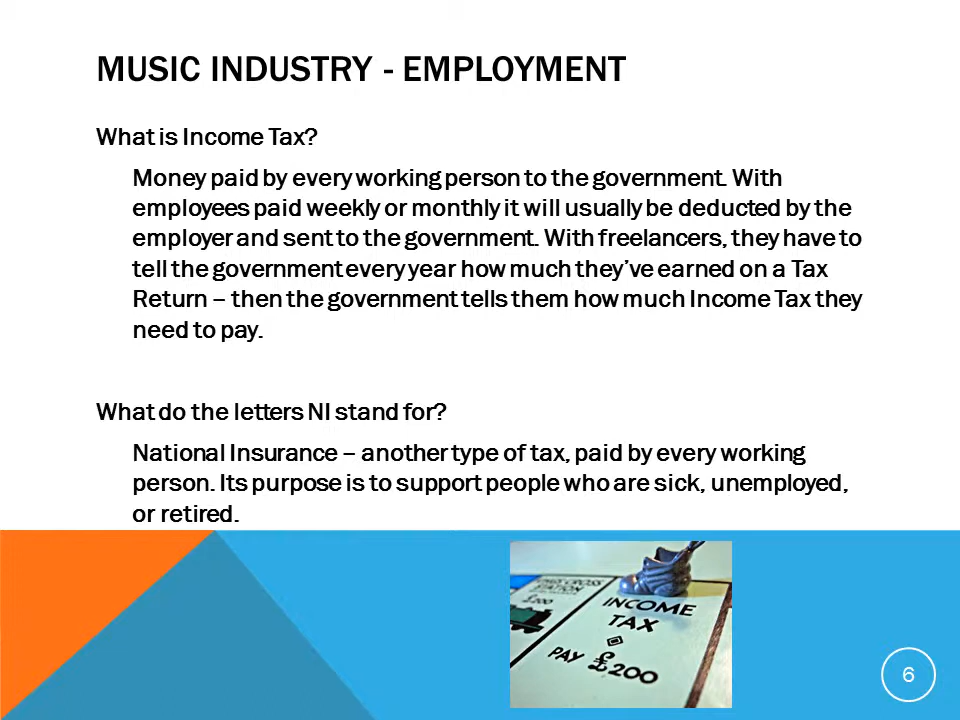 MUSIC INDUSTRY - EMPLOYMENT
What is Income Tax?
Money paid by every working person to the government. With
employees paid weekly or monthly it will usually be deducted by the
employer and sent to the government. With freelancers, they have to
tell the government every year how much they’ve earned on a Tax
Return – then the government tells them how much Income Tax they
need to pay.
What do the letters NI stand for?
National Insurance – another type of tax, paid by every working
person. Its purpose is to support people who are sick, unemployed,
or retired.
CROSS
STATION
£200
INCOME
TAX
PAY £200
6